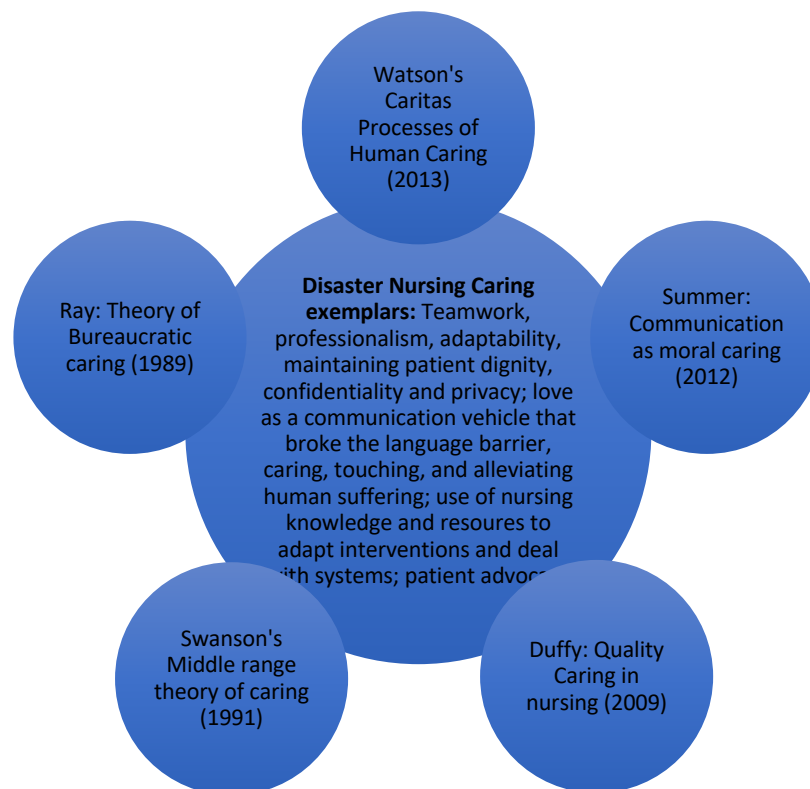 Watson's
Caritas
Processes of
Human Caring
(2013)
Ray: Theory of
Bureaucratic
caring (1989)
Disaster Nursing Caring
exemplars: Teamwork,
professionalism, adaptability,
maintaining patient dignity,
confidentiality and privacy; love
as a communication vehicle that
broke the language barrier,
caring, touching, and alleviating
human suffering; use of nursing
knowledge and resoures to
adapt interventions and deal
with systems; patient
Summer:
Communication
as moral caring
(2012)
Swanson's
Middle range
theory of caring
(1991)
Duffy: Quality
Caring in
nursing (2009)